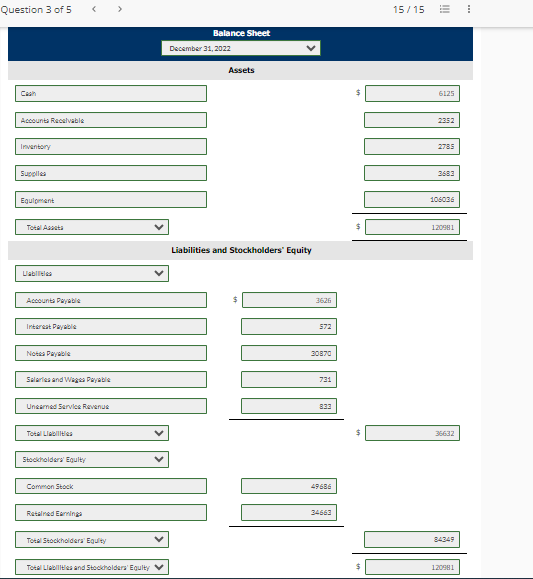 Question 3 of 5 < > 15 / 15
Balance Sheet
December 31, 2022
Assets
Cash $ 6125
Accounts Receivable 2352
Inventory 2785
Supplies 3683
Equipment 106036
Total Assets $ 120981
Liabilities and Stockholders' Equity
Liabilities
Accounts Payable $ 3626
Interest Payable 572
Notes Payable 30870
Salaries and Wages Payable 731
Unearned Service Revenue 833
Total Liabilities $ 36632
Stockholders' Equity
Common Stock 49686
Retained Earnings 34663
Total Stockholders' Equity 84349
Total Liabilities and Stockholders' Equity $ 120981